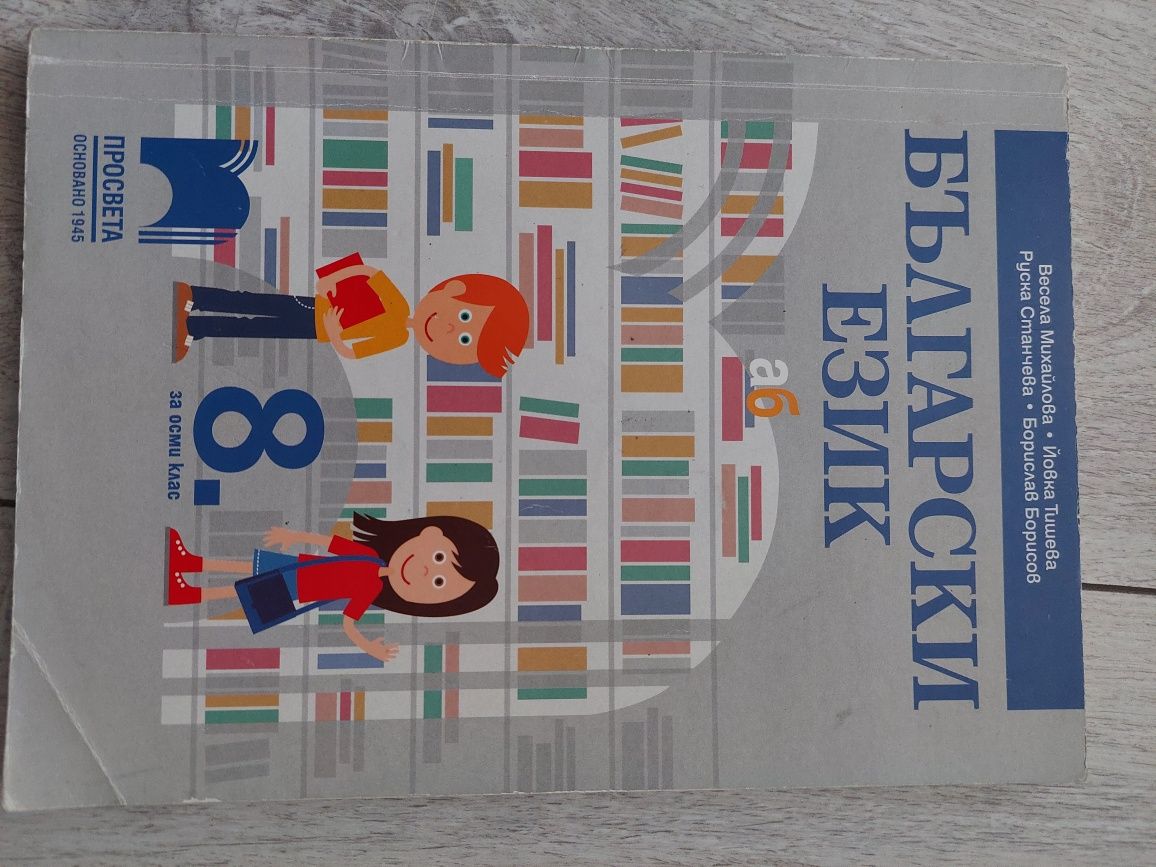 Весела Михайлова • Йовка Тишева
Руска Станчева • Борислав Борисов
БЪЛГАРСКИ
ЕЗИК
аб
8.
за осми клас
ПРОСВЕТА
ОСНОВАНО 1945